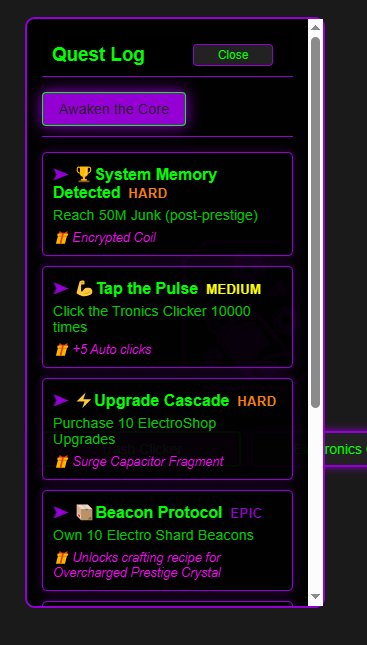 Quest Log
Close
Awaken the Core
➤ 🏆System Memory
Detected HARD
Reach 50M Junk (post-prestige)
🎁 Encrypted Coil
➤ 💪Tap the Pulse MEDIUM
Click the Tronics Clicker 10000
times
🎁 +5 Auto clicks
➤ ⚡Upgrade Cascade HARD
Purchase 10 ElectroShop
Upgrades
🎁 Surge Capacitor Fragment
ronics
➤ 📦Beacon Protocol EPIC
Own 10 Electro Shard Beacons
🎁 Unlocks crafting recipe for
Overcharged Prestige Crystal